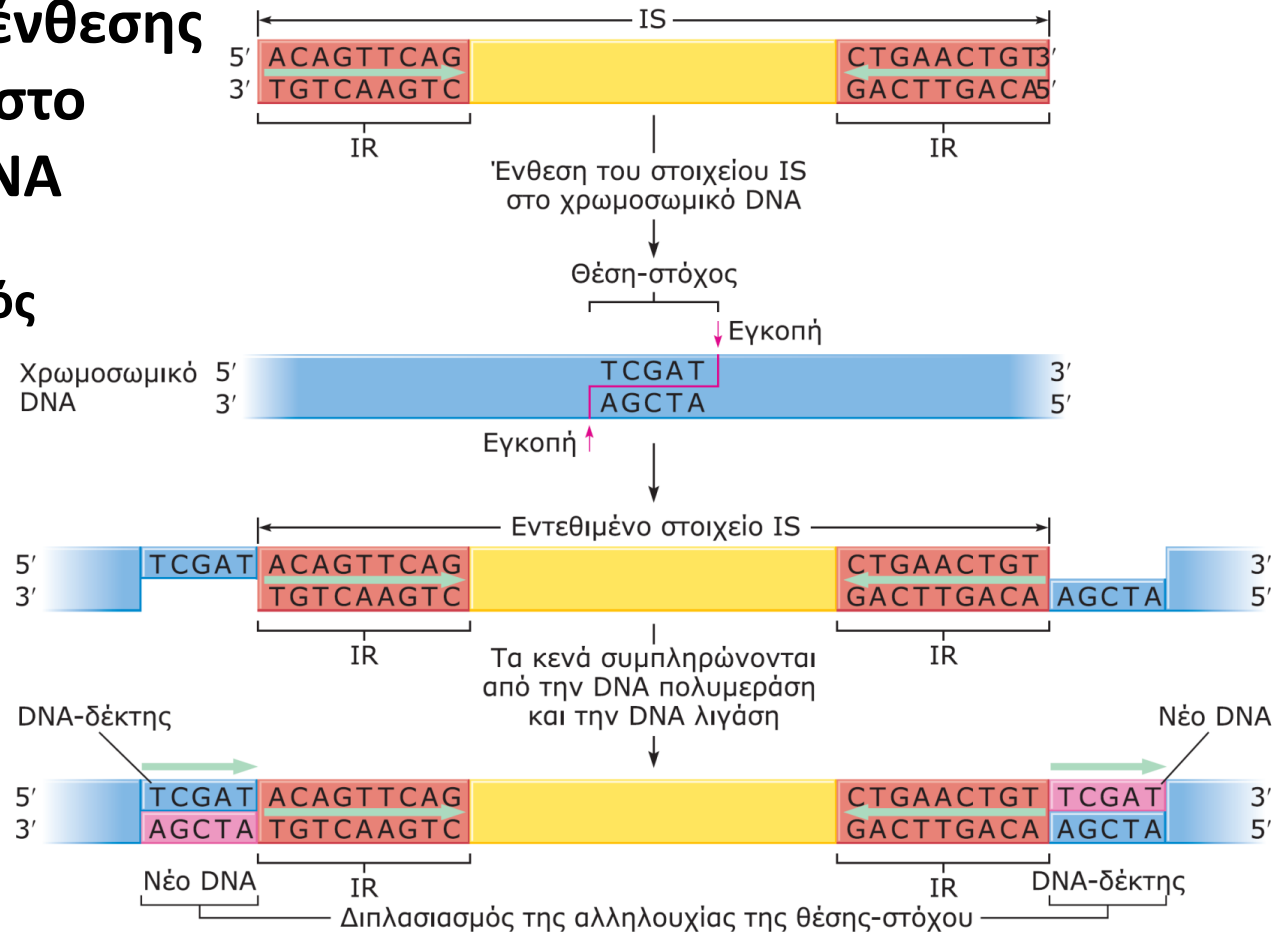 ένθεσης
στο
NA
ός
IS
5′ ACAGTTCAG CTGAACTGT 3′
3′ TGTCAAGTC GACTTGACA 5′
IR IR
Ένθεση του στοιχείου IS
στο χρωμοσωμικό DNA
Θέση-στόχος
Εγκοπή
Χρωμοσωμικό 5′ TCGAT 3′
DNA 3′ AGCTA 5′
Εγκοπή
Εντεθιμένο στοιχείο IS
5′ TCGAT ACAGTTCAG CTGAACTGT 3′
3′ TGTCAAGTC GACTTGACA AGCTA 5′
IR IR
Τα κενά συμπληρώνονται
από την DNA πολυμεράση
και την DNA λιγάση
DNA-δέκτης Νέο DNA
5′ TCGAT ACAGTTCAG CTGAACTGT TCGAT 3′
3′ AGCTA TGTCAAGTC GACTTGACA AGCTA 5′
Νέο DNA IR IR DNA-δέκτης
Διπλασιασμός της αλληλουχίας της θέσης-στόχου